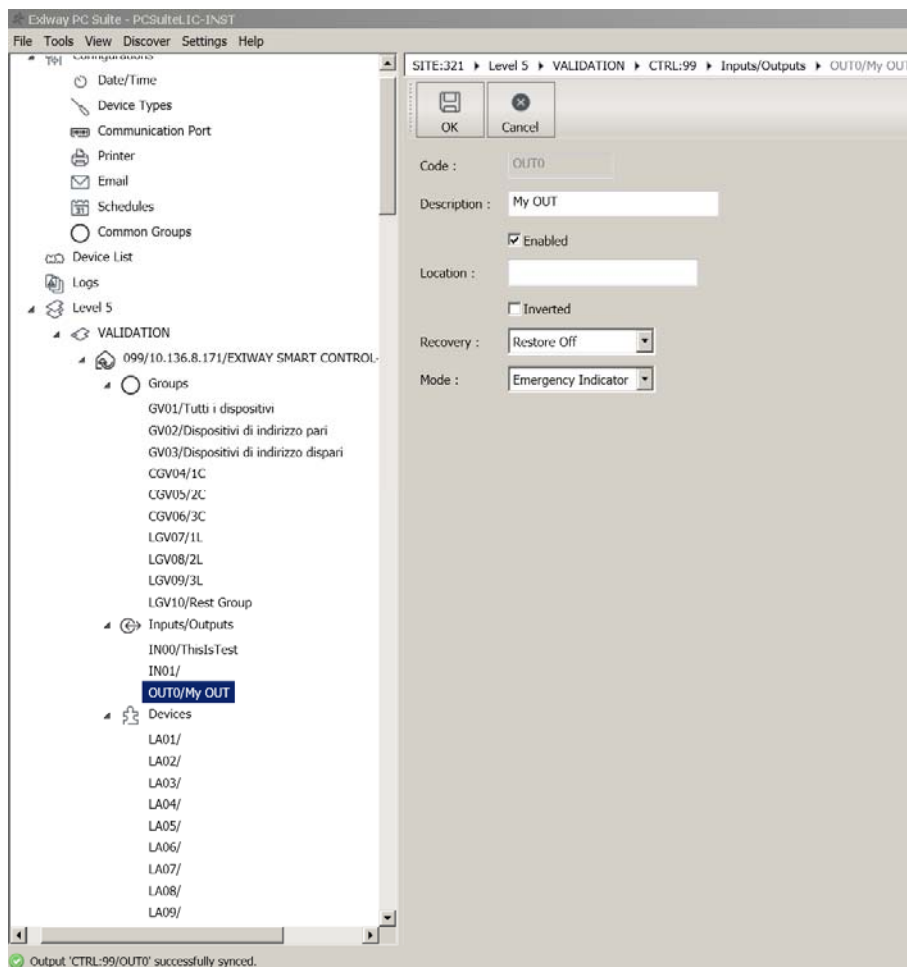 Exiway PC Suite - PCSuiteLIC-INST
File Tools View Discover Settings Help
Configurations
Date/Time
Device Types
Communication Port
Printer
Email
Schedules
Common Groups
Device List
Logs
Level 5
VALIDATION
099/10.136.8.171/EXIWAY SMART CONTROL-
Groups
GV01/Tutti i dispositivi
GV02/Dispositivi di indirizzo pari
GV03/Dispositivi di indirizzo dispari
CGV04/1C
CGV05/2C
CGV06/3C
LGV07/1L
LGV08/2L
LGV09/3L
LGV10/Rest Group
Inputs/Outputs
IN00/ThisIsTest
IN01/
OUT0/My OUT
Devices
LA01/
LA02/
LA03/
LA04/
LA05/
LA06/
LA07/
LA08/
LA09/
SITE:321 Level 5 VALIDATION CTRL:99 Inputs/Outputs OUT0/My OUT
OK Cancel
Code : OUT0
Description : My OUT
Enabled
Location :
Inverted
Recovery : Restore Off
Mode : Emergency Indicator
Output 'CTRL:99/OUT0' successfully synced.